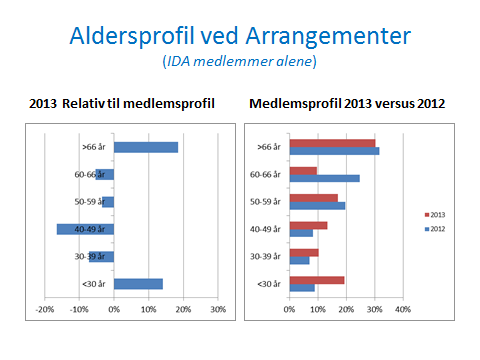 Aldersprofil ved Arrangementer
(IDA medlemmer alene)
2013 Relativ til medlemsprofil
>66 år
60-66 år
50-59 år
40-49 år
30-39 år
<30 år
-20% -10% 0% 10% 20% 30%
Medlemsprofil 2013 versus 2012
>66 år
60-66 år
50-59 år
40-49 år
30-39 år
<30 år
0% 10% 20% 30% 40%
2013
2012